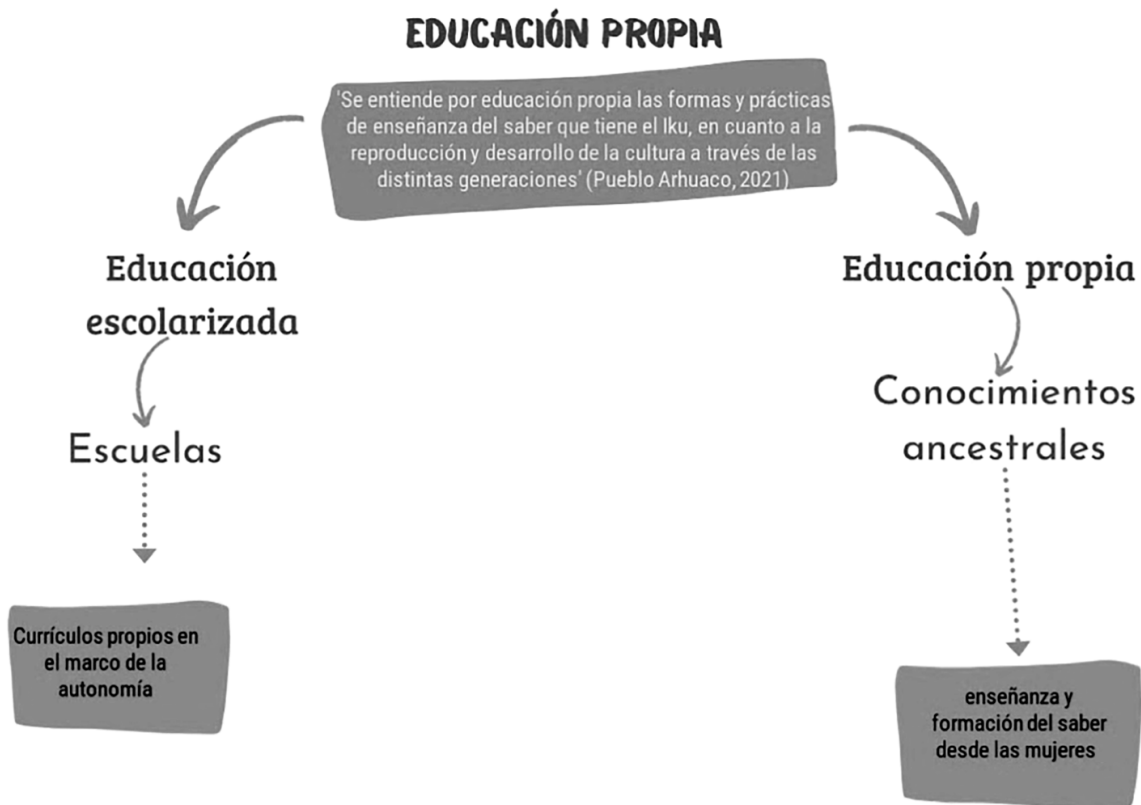 EDUCACIÓN PROPIA
'Se entiende por educación propia las formas y prácticas
de enseñanza del saber que tiene el Iku, en cuanto a la
reproducción y desarrollo de la cultura a través de las
distintas generaciones' (Pueblo Arhuaco, 2021)
Educación
escolarizada
Escuelas
Currículos propios en
el marco de la
autonomía
Educación propia
Conocimientos
ancestrales
enseñanza y
formación del saber
desde las mujeres